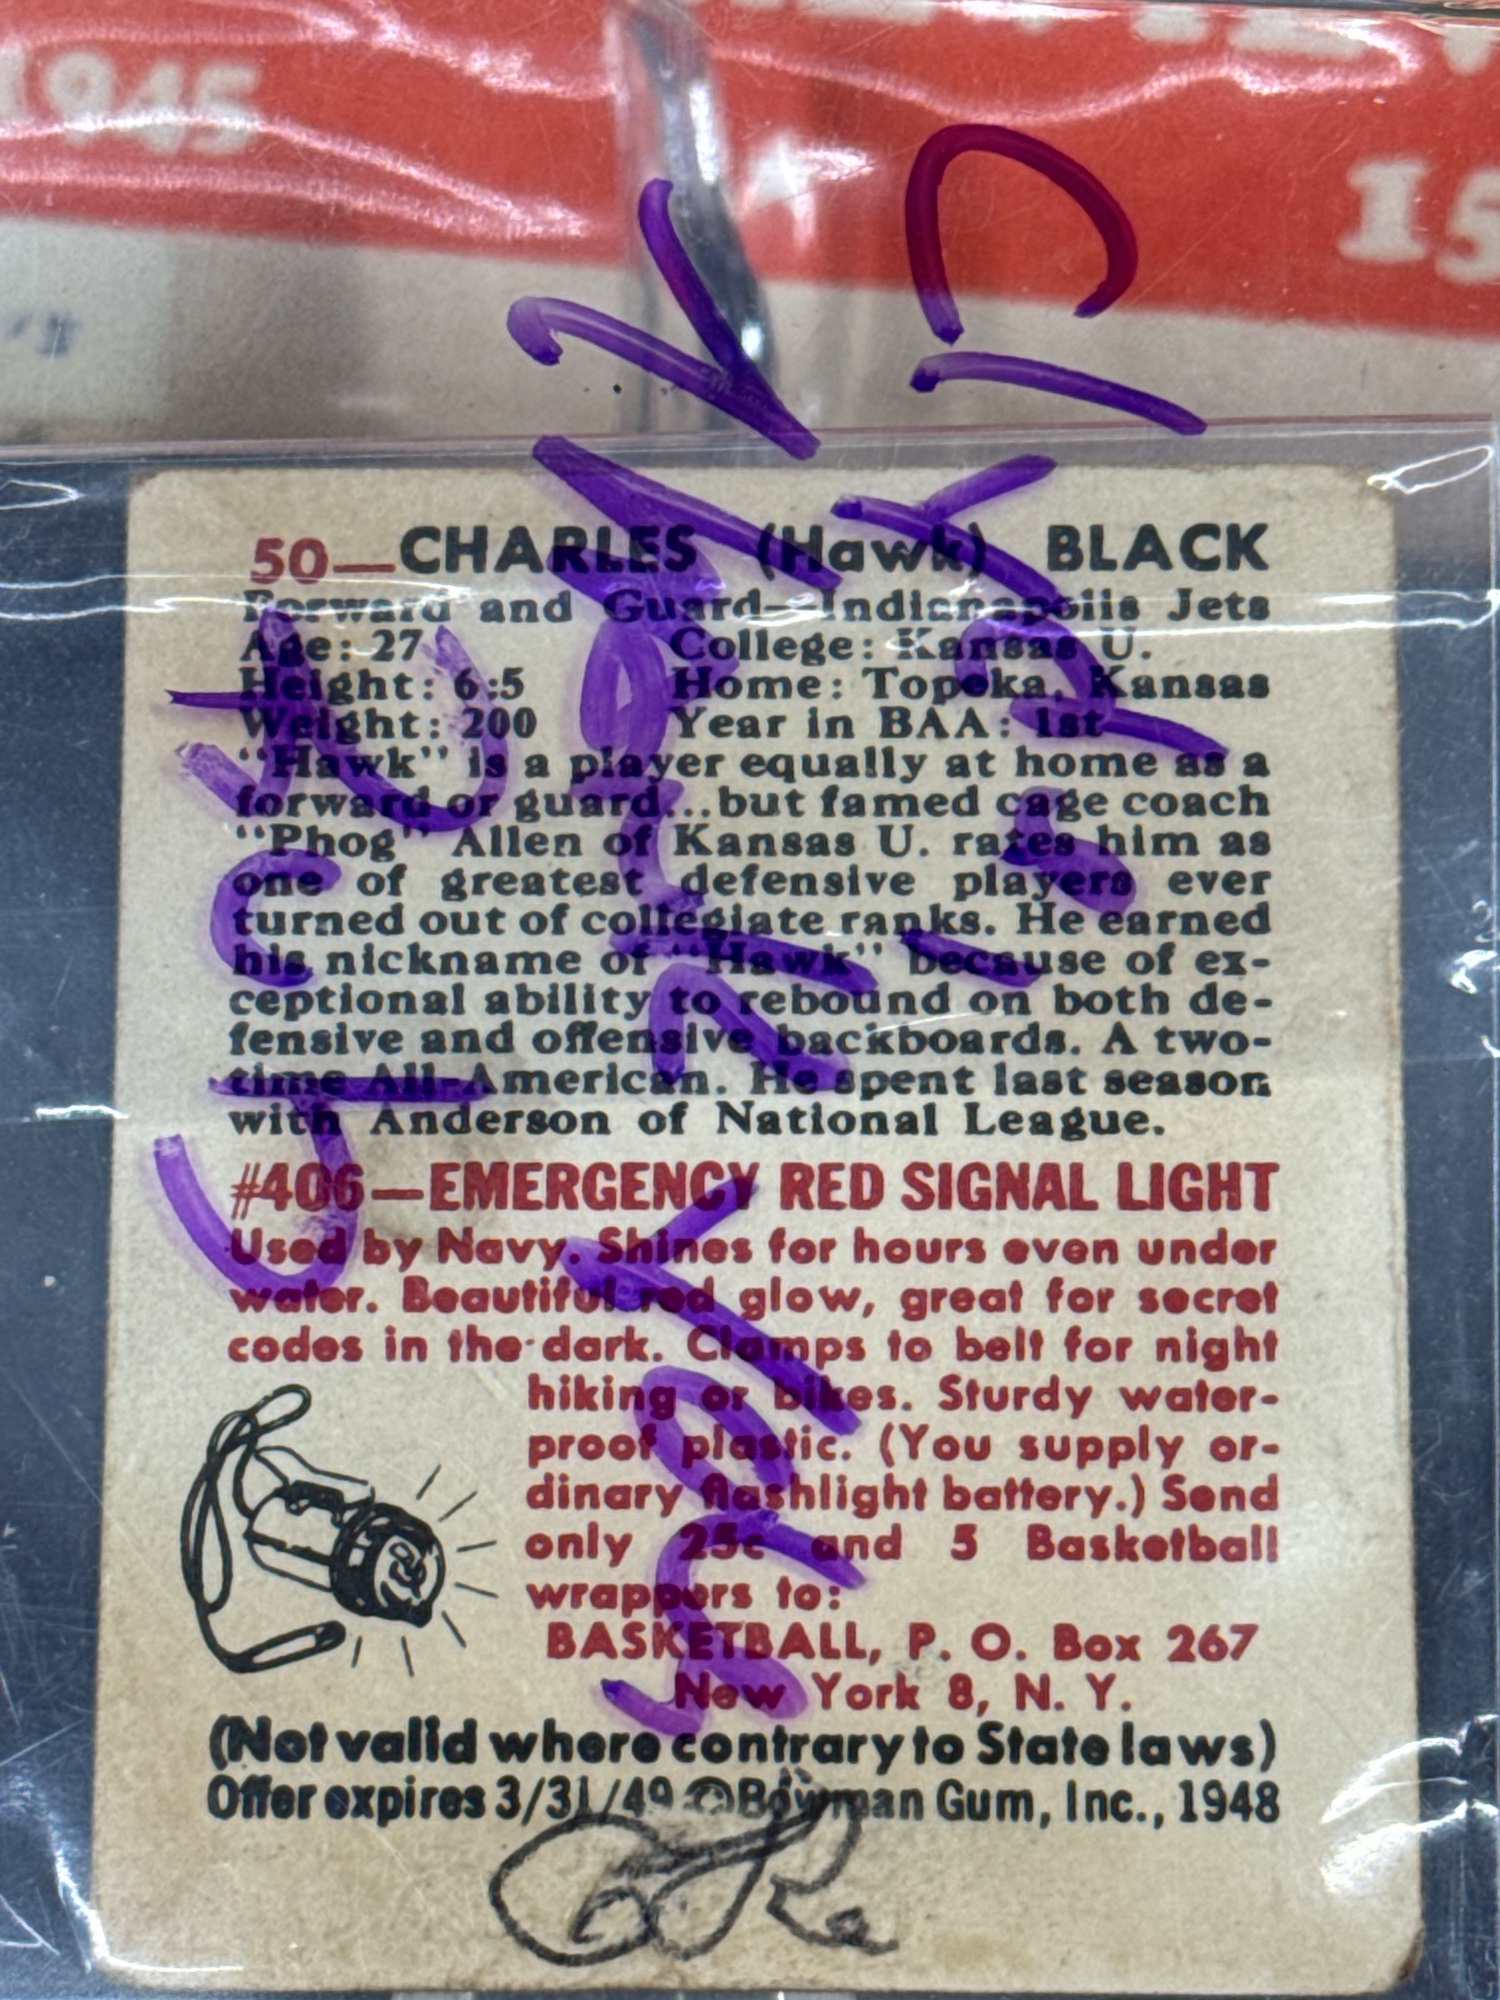 1945
15
50—CHARLES (Hawk) BLACK
Forward and Guard—Indianapolis Jets
Age: 27 College: Kansas U.
Height: 6:5 Home: Topeka, Kansas
Weight: 200 Year in BAA: 1st
"Hawk" is a player equally at home as a
forward or guard...but famed cage coach
"Phog" Allen of Kansas U. rates him as
one of greatest defensive players ever
turned out of collegiate ranks. He earned
his nickname of "Hawk" because of ex-
ceptional ability to rebound on both de-
fensive and offensive backboards. A two-
time All-American. He spent last season
with Anderson of National League.
#406—EMERGENCY RED SIGNAL LIGHT
Used by Navy. Shines for hours even under
water. Beautiful red glow, great for secret
codes in the dark. Clamps to belt for night
hiking or bikes. Sturdy water-
proof plastic. (You supply or-
dinary flashlight battery.) Send
only 25c and 5 Basketball
wrappers to:
BASKETBALL, P. O. Box 267
New York 8, N. Y.
(Not valid where contrary to State laws)
Offer expires 3/31/49 ©Bowman Gum, Inc., 1948